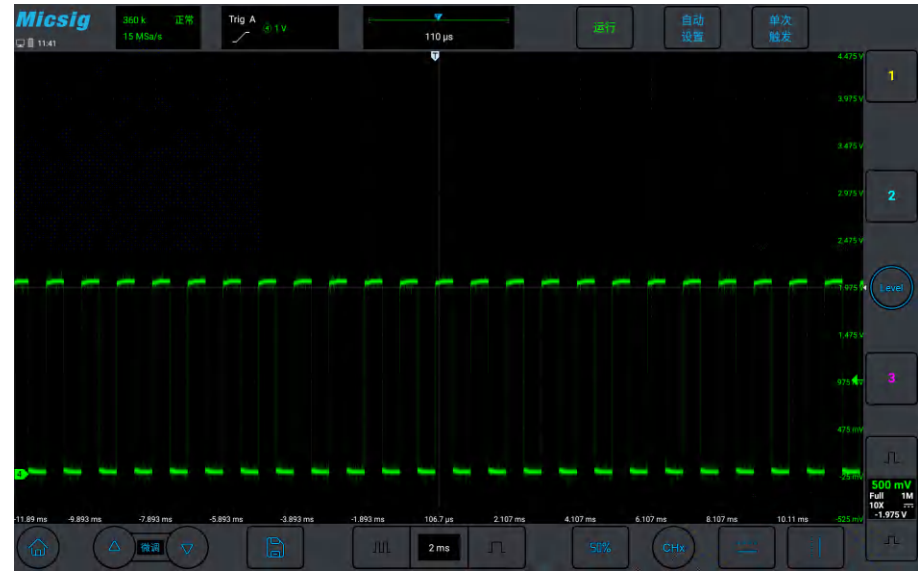 Micsig
11:41
360 k 正常
15 MSa/s
Trig A
1 V
110 μs
运行
自动
设置
单次
触发
T
4.475 V
3.975 V
3.475 V
2.975 V
2.475 V
1.975 V
1.475 V
975 mV
475 mV
-25 mV
-525 mV
1
2
Level
3
4
500 mV
Full 1M
10X
-1.975 V
-11.89 ms -9.893 ms -7.893 ms -5.893 ms -3.893 ms -1.893 ms 106.7 μs 2.107 ms 4.107 ms 6.107 ms 8.107 ms 10.11 ms
微调
2 ms
50%
CHx